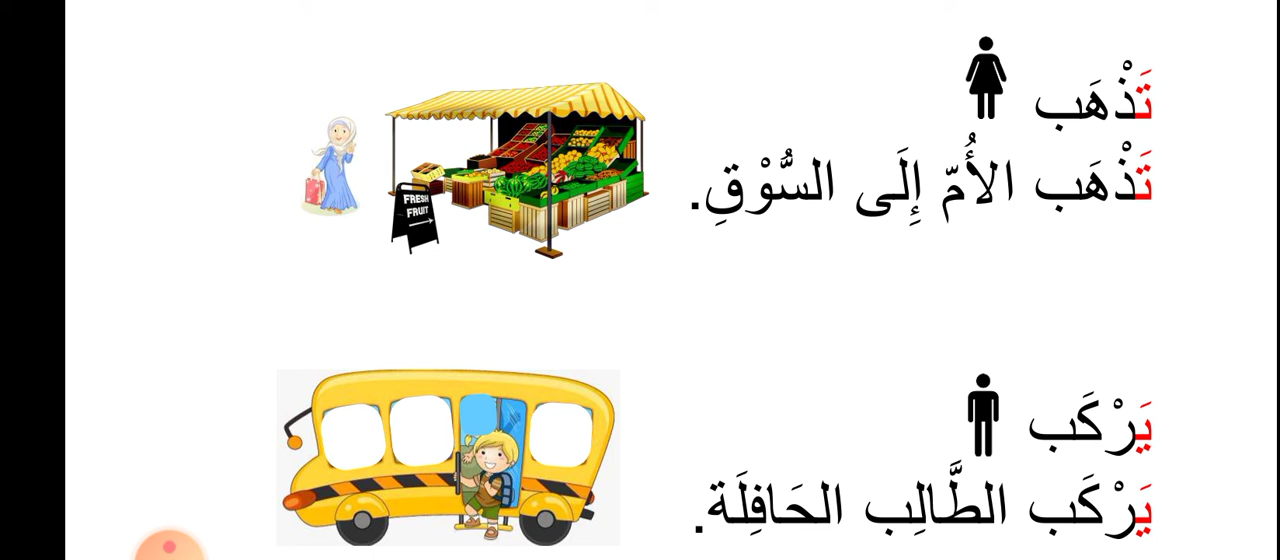 تَذْهَب
تَذْهَب الأُمّ إِلَى السُّوْقِ.
FRESH
FRUIT
يَرْكَب
يَرْكَب الطَّالِب الحَافِلَة.